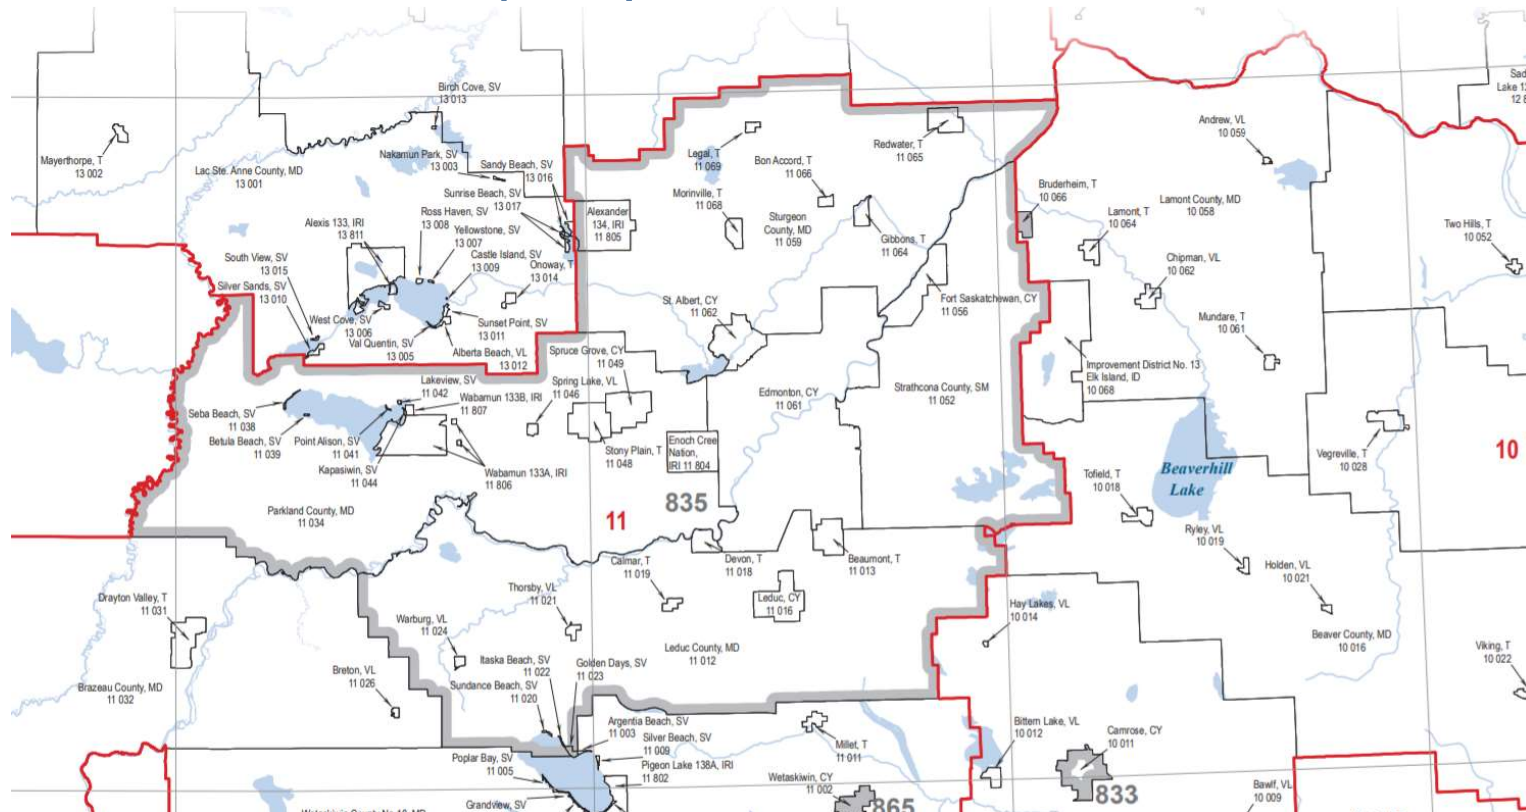 Birch Cove, SV
13 013
Mayerthorpe, T
13 002
Lac Ste. Anne County, MD
13 001
Nakamun Park, SV
13 003
Sandy Beach, SV
13 016
Sunrise Beach, SV
13 017
Alexis 133, IRI
13 811
Ross Haven, SV
13 008
Yellowstone, SV
13 007
Castle Island, SV
13 009
Onoway, T
13 014
South View, SV
13 015
Silver Sands, SV
13 010
West Cove, SV
13 006
Val Quentin, SV
13 005
Sunset Point, SV
13 011
Alberta Beach, VL
13 012
Alexander
134, IRI
11 805
Legal, T
11 069
Bon Accord, T
11 066
Redwater, T
11 065
Morinville, T
11 068
Sturgeon
County, MD
11 059
Gibbons, T
11 064
St. Albert, CY
11 062
Fort Saskatchewan, CY
11 056
Bruderheim, T
10 066
Lamont, T
10 064
Lamont County, MD
10 058
Andrew, VL
10 059
Sad
Lake 12
12 8
Two Hills, T
10 052
Chipman, VL
10 062
Mundare, T
10 061
Improvement District No. 13
Elk Island, ID
10 068
Spruce Grove, CY
11 049
Spring Lake, VL
11 046
Stony Plain, T
11 048
Edmonton, CY
11 061
Strathcona County, SM
11 052
Enoch Cree
Nation,
IRI 11 804
Lakeview, SV
11 042
Wabamun 133B, IRI
11 807
Seba Beach, SV
11 038
Betula Beach, SV
11 039
Point Alison, SV
11 041
Kapasiwin, SV
11 044
Wabamun 133A, IRI
11 806
Parkland County, MD
11 034
11
835
Tofield, T
10 018
Beaverhill
Lake
Vegreville, T
10 028
10
Ryley, VL
10 019
Holden, VL
10 021
Beaver County, MD
10 016
Viking, T
10 022
Hay Lakes, VL
10 014
Drayton Valley, T
11 031
Brazeau County, MD
11 032
Breton, VL
11 026
Warburg, VL
11 024
Thorsby, VL
11 021
Calmar, T
11 019
Devon, T
11 018
Beaumont, T
11 013
Leduc, CY
11 016
Leduc County, MD
11 012
Itaska Beach, SV
11 022
Golden Days, SV
11 023
Sundance Beach, SV
11 020
Argentia Beach, SV
11 003
Silver Beach, SV
11 009
Pigeon Lake 138A, IRI
11 802
Poplar Bay, SV
11 005
Grandview, SV
Millet, T
11 011
Wetaskiwin, CY
11 002
865
Bittern Lake, VL
10 012
Camrose, CY
10 011
833
Bawlf, VL
10 009